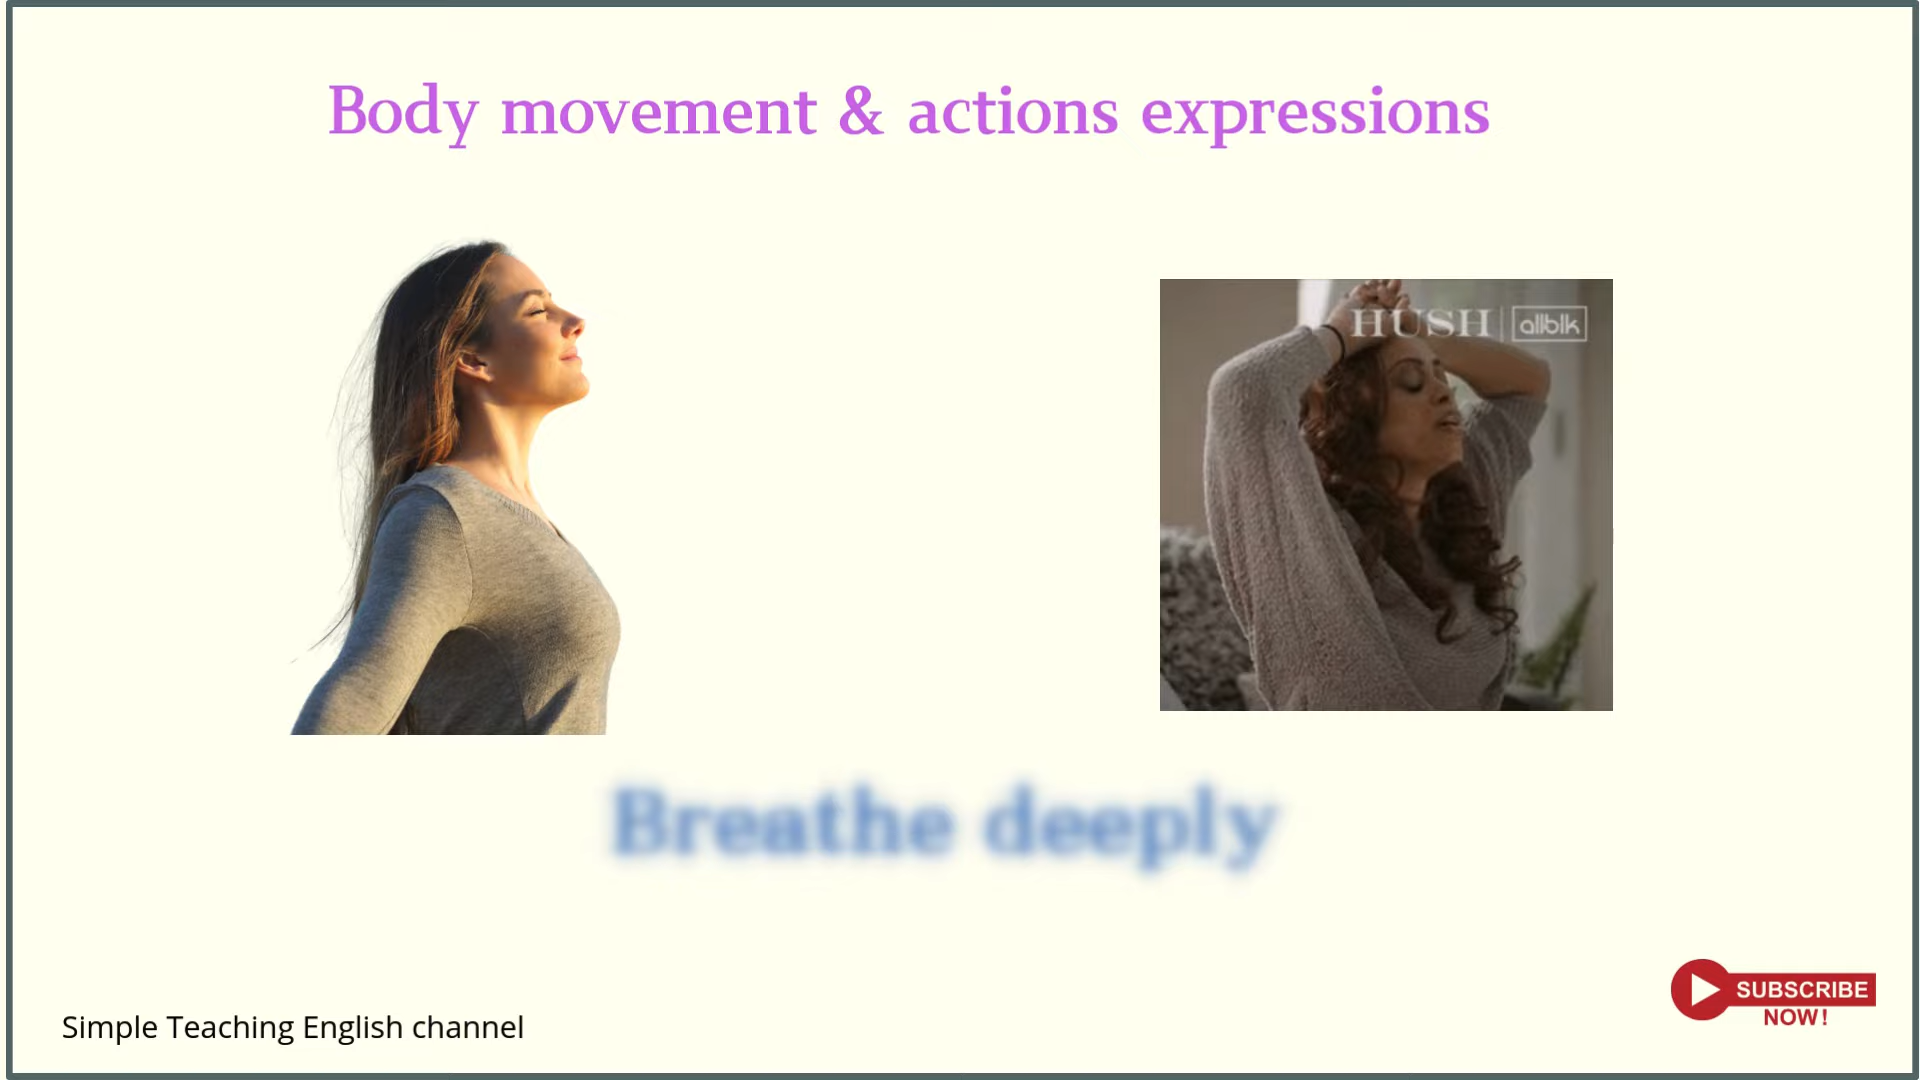 Body movement & actions expressions
HUSH | allblk
Breathe deeply
SUBSCRIBE
NOW!
Simple Teaching English channel